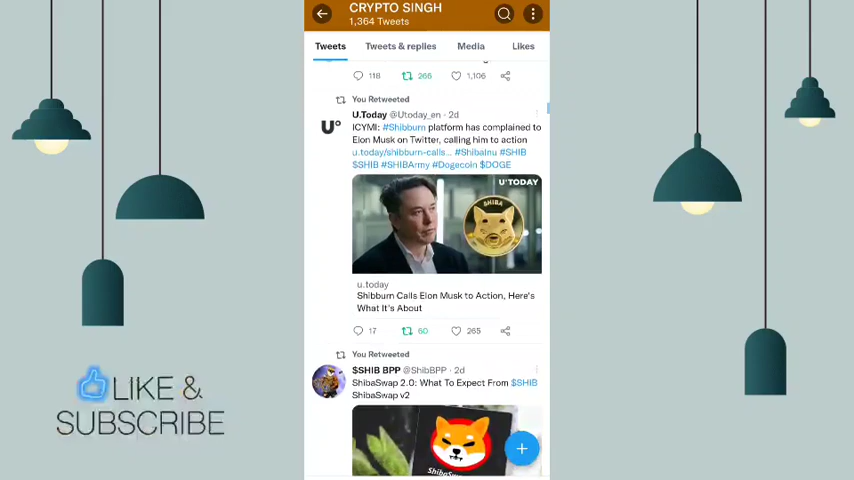 CRYPTO SINGH
1,364 Tweets
Tweets Tweets & replies Media Likes
118 266 1,106
You Retweeted
U.Today @Utoday_en · 2d
ICYMI: #Shibburn platform has complained to
Elon Musk on Twitter, calling him to action
u.today/shibburn-calls... #ShibaInu #SHIB
$SHIB #SHIBArmy #Dogecoin $DOGE
U°
U°TODAY
SHIBA
u.today
Shibburn Calls Elon Musk to Action, Here's
What It's About
17 60 265
You Retweeted
$SHIB BPP @ShibBPP · 2d
ShibaSwap 2.0: What To Expect From $SHIB
ShibaSwap v2
LIKE &
SUBSCRIBE